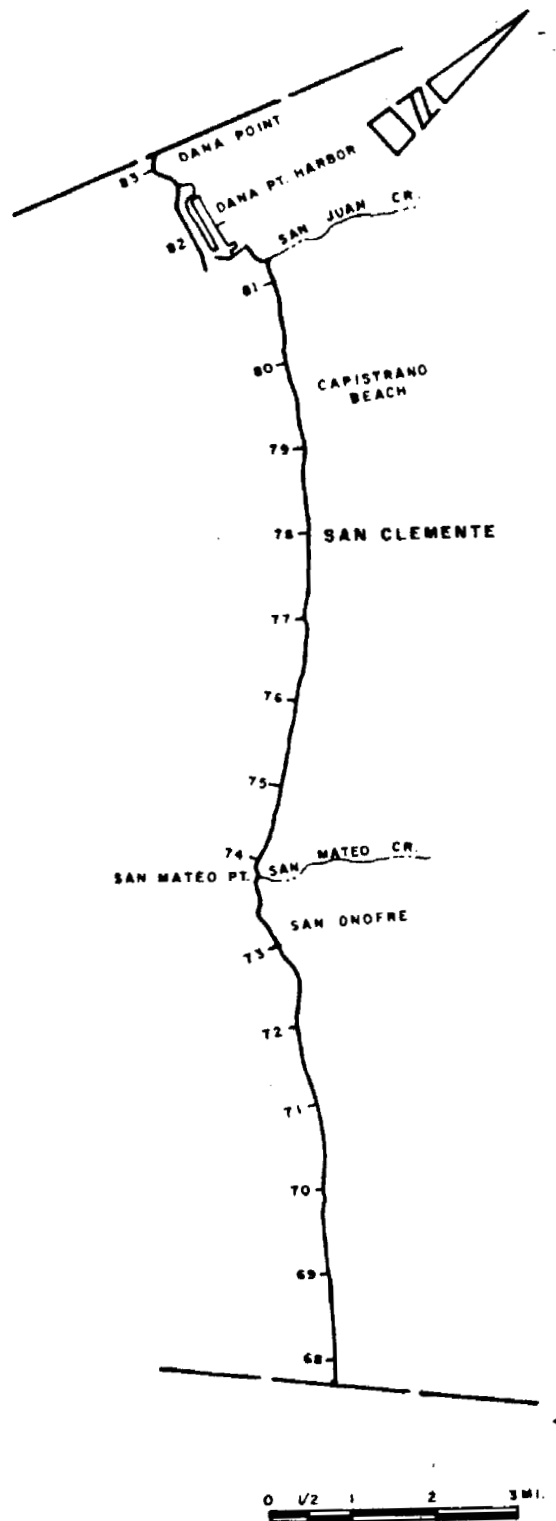 DANA POINT
83
DANA PT. HARBOR
82
SAN JUAN CR.
81
80
CAPISTRANO
BEACH
79
78
SAN CLEMENTE
77
76
75
74
SAN MATEO PT.
SAN MATEO CR.
SAN ONOFRE
73
72
71
70
69
68
0 1/2 1 2 3 MI.